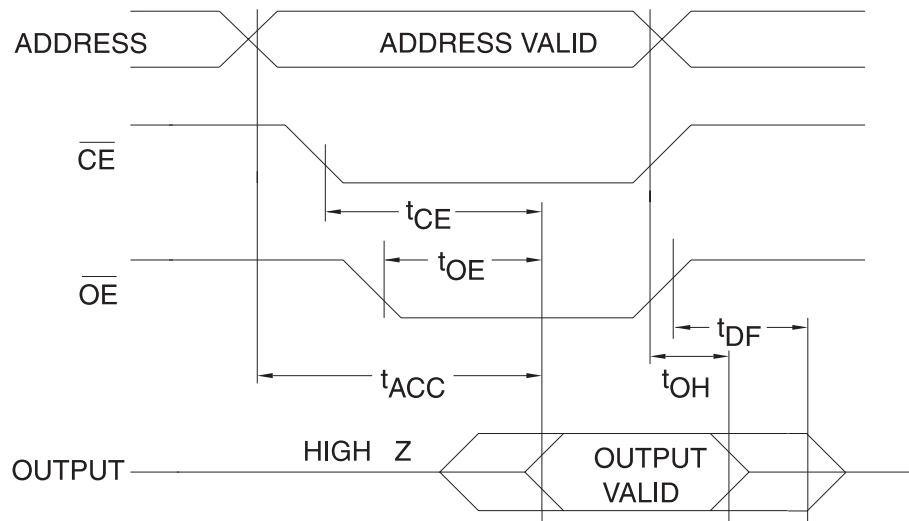 ADDRESS
ADDRESS VALID
CE
tCE
tOE
OE
tDF
tACC
tOH
HIGH Z
OUTPUT
OUTPUT
VALID